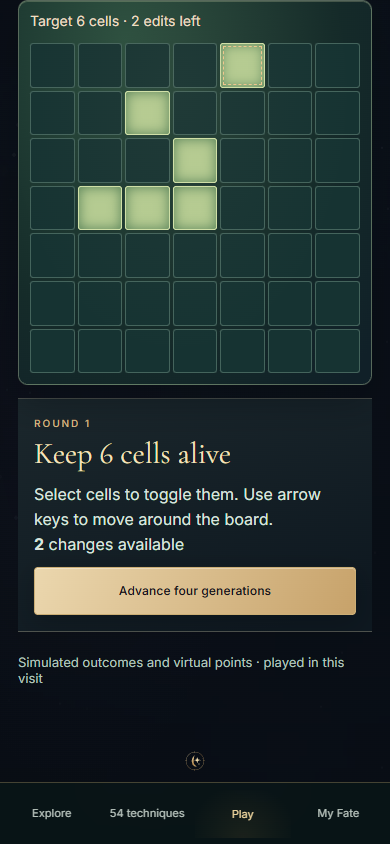 Target 6 cells · 2 edits left
ROUND 1
Keep 6 cells alive
Select cells to toggle them. Use arrow
keys to move around the board.
2 changes available
Advance four generations
Simulated outcomes and virtual points · played in this
visit
Explore
54 techniques
Play
My Fate